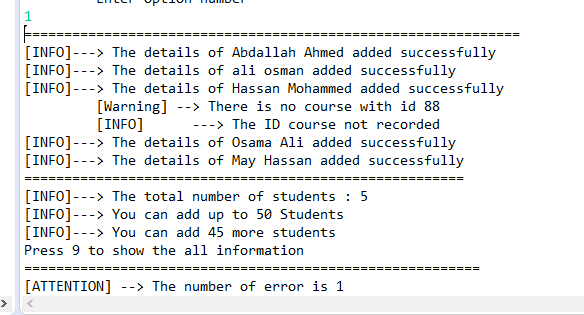 Enter option number
1
==============================================================
[INFO]---> The details of Abdallah Ahmed added successfully
[INFO]---> The details of ali osman added successfully
[INFO]---> The details of Hassan Mohammed added successfully
[Warning] --> There is no course with id 88
[INFO]      ---> The ID course not recorded
[INFO]---> The details of Osama Ali added successfully
[INFO]---> The details of May Hassan added successfully
=======================================================
[INFO]---> The total number of students : 5
[INFO]---> You can add up to 50 Students
[INFO]---> You can add 45 more students
Press 9 to show the all information
=========================================================
[ATTENTION] --> The number of error is 1